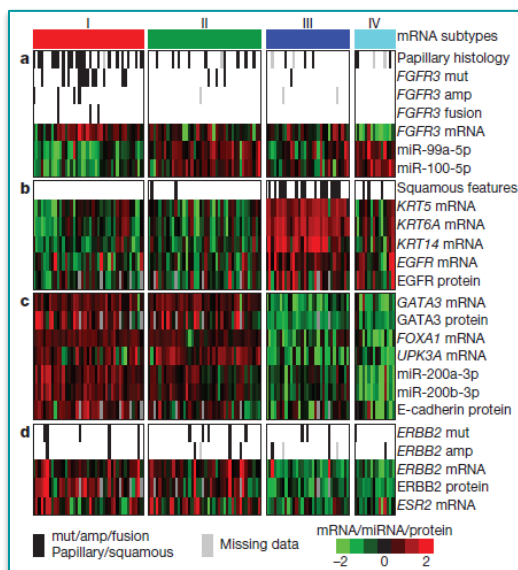 I II III IV
mRNA subtypes
a Papillary histology
FGFR3 mut
FGFR3 amp
FGFR3 fusion
FGFR3 mRNA
miR-99a-5p
miR-100-5p
b Squamous features
KRT5 mRNA
KRT6A mRNA
KRT14 mRNA
EGFR mRNA
EGFR protein
c GATA3 mRNA
GATA3 protein
FOXA1 mRNA
UPK3A mRNA
miR-200a-3p
miR-200b-3p
E-cadherin protein
d ERBB2 mut
ERBB2 amp
ERBB2 mRNA
ERBB2 protein
ESR2 mRNA
mut/amp/fusion
Papillary/squamous
Missing data
mRNA/miRNA/protein
−2 0 2